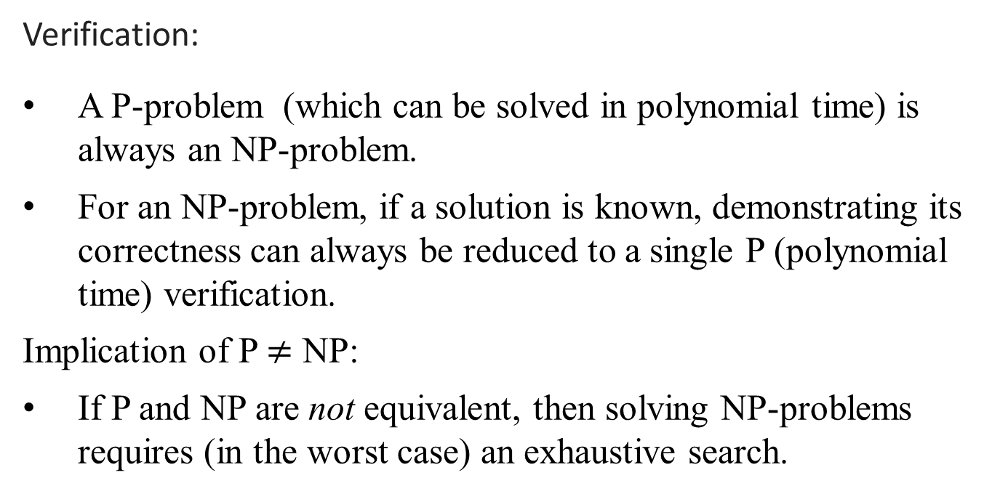 Verification:
• A P-problem (which can be solved in polynomial time) is
always an NP-problem.
• For an NP-problem, if a solution is known, demonstrating its
correctness can always be reduced to a single P (polynomial
time) verification.
Implication of P ≠ NP:
• If P and NP are not equivalent, then solving NP-problems
requires (in the worst case) an exhaustive search.